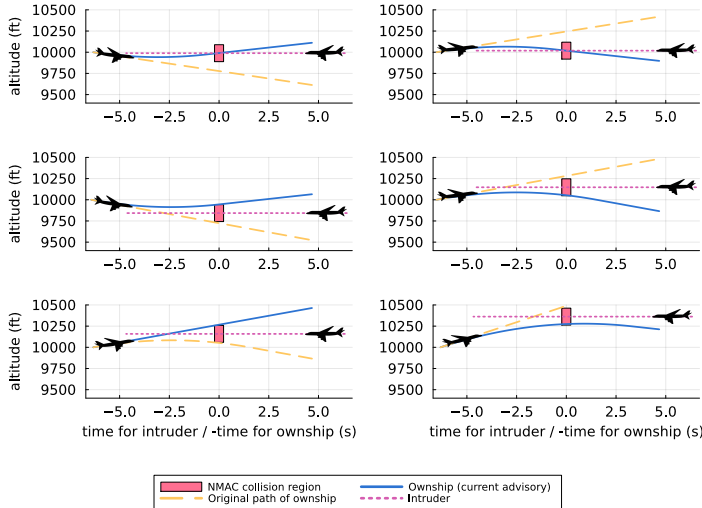 altitude (ft)
10500
10250
10000
9750
9500
−5.0 −2.5 0.0 2.5 5.0
10500
10250
10000
9750
9500
−5.0 −2.5 0.0 2.5 5.0
altitude (ft)
10500
10250
10000
9750
9500
−5.0 −2.5 0.0 2.5 5.0
10500
10250
10000
9750
9500
−5.0 −2.5 0.0 2.5 5.0
altitude (ft)
10500
10250
10000
9750
9500
−5.0 −2.5 0.0 2.5 5.0
time for intruder / -time for ownship (s)
10500
10250
10000
9750
9500
−5.0 −2.5 0.0 2.5 5.0
time for intruder / -time for ownship (s)
NMAC collision region
Ownship (current advisory)
Original path of ownship
Intruder